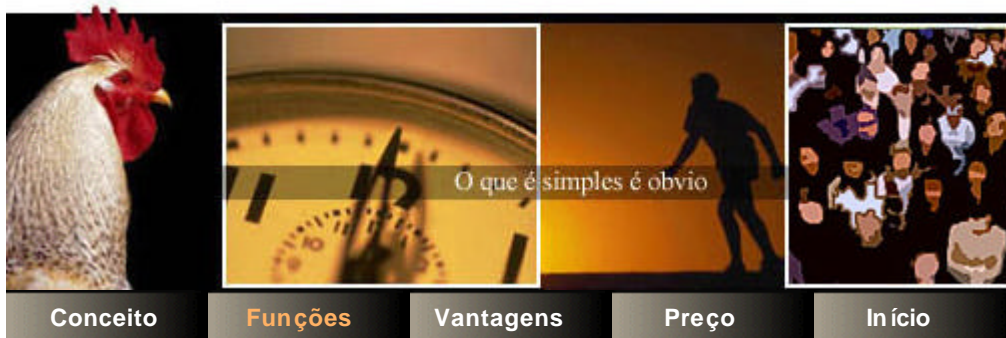 O que é simples é obvio
Conceito Funções Vantagens Preço Início